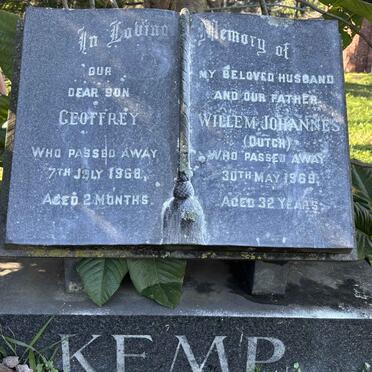 In Loving Memory of
OUR
DEAR SON
GEOFFREY
WHO PASSED AWAY
7TH JULY 1968,
AGED 2 MONTHS.
MY BELOVED HUSBAND
AND OUR FATHER
WILLEM JOHANNES
(DUTCH)
WHO PASSED AWAY
30TH MAY 1969,
AGED 32 YEARS.
KEMP